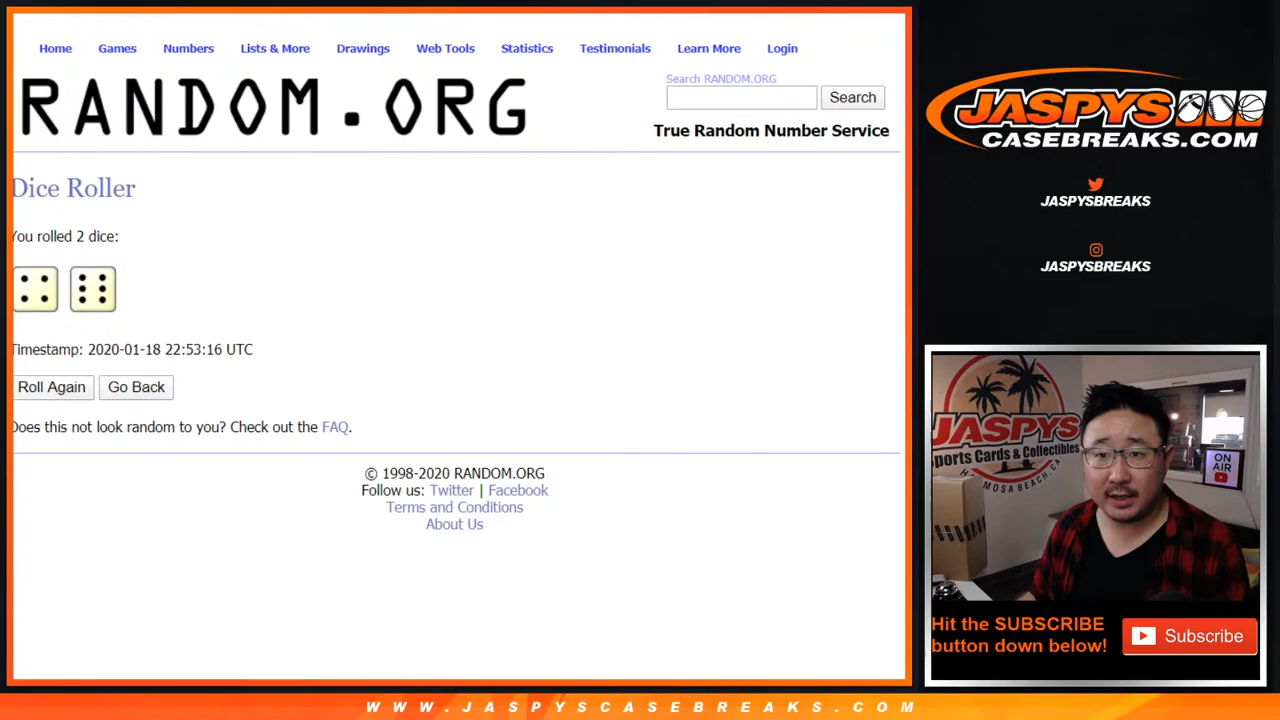 Home Games Numbers Lists & More Drawings Web Tools Statistics Testimonials Learn More Login
RANDOM.ORG
Search RANDOM.ORG
Search
True Random Number Service
Dice Roller
You rolled 2 dice:
Timestamp: 2020-01-18 22:53:16 UTC
Roll Again Go Back
Does this not look random to you? Check out the FAQ.
© 1998-2020 RANDOM.ORG
Follow us: Twitter | Facebook
Terms and Conditions
About Us
JASPYS
CASEBREAKS.COM
JASPYSBREAKS
JASPYSBREAKS
JASPYS
Sports Cards & Collectibles
HERMOSA BEACH, CA
ON
AIR
Hit the SUBSCRIBE
button down below!
Subscribe
WWW.JASPYSCASEBREAKS.COM